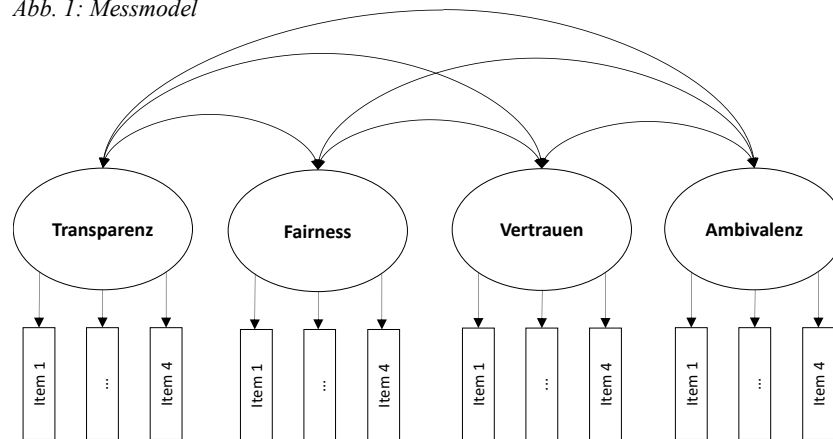 Abb. 1: Messmodel
Transparenz Fairness Vertrauen Ambivalenz
Item 1 ... Item 4 Item 1 ... Item 4 Item 1 ... Item 4 Item 1 ... Item 4